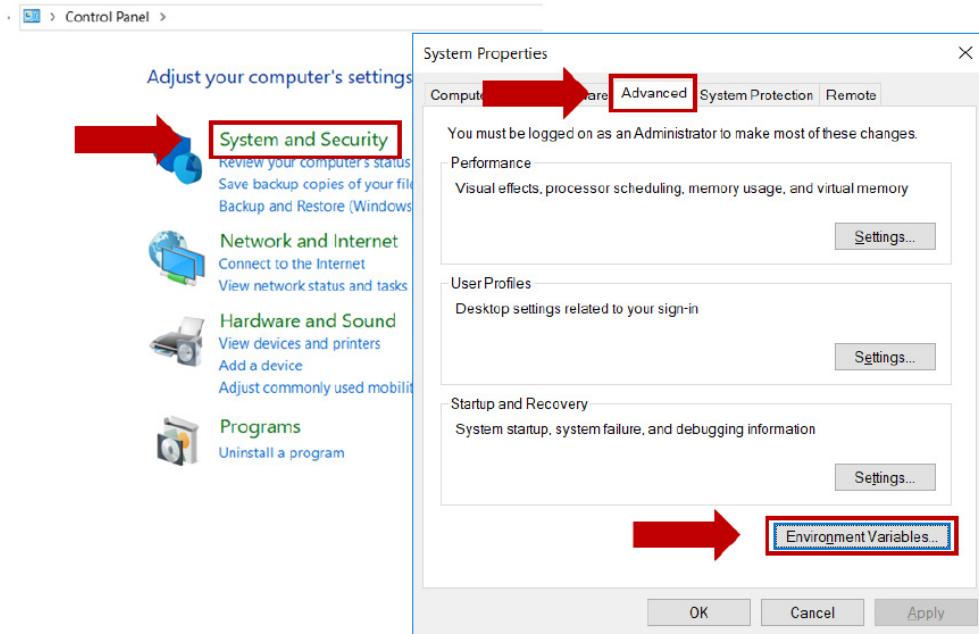 Control Panel
Adjust your computer's settings
System and Security
Review your computer's status
Save backup copies of your
Backup and Restore (Windows
Network and Internet
Connect to the Internet
View network status and tasks
Hardware and Sound
View devices and printers
Add a device
Adjust commonly used
Programs
Uninstall a program
System Properties
Advanced System Protection Remote
You must be logged on as an Administrator to make most of these changes.
Performance
Visual effects, processor scheduling, memory usage, and virtual memory
Settings...
User Profiles
Desktop settings related to your sign-in
Settings...
Startup and Recovery
System startup, system failure, and debugging information
Settings...
Environment Variables...
OK Cancel Apply